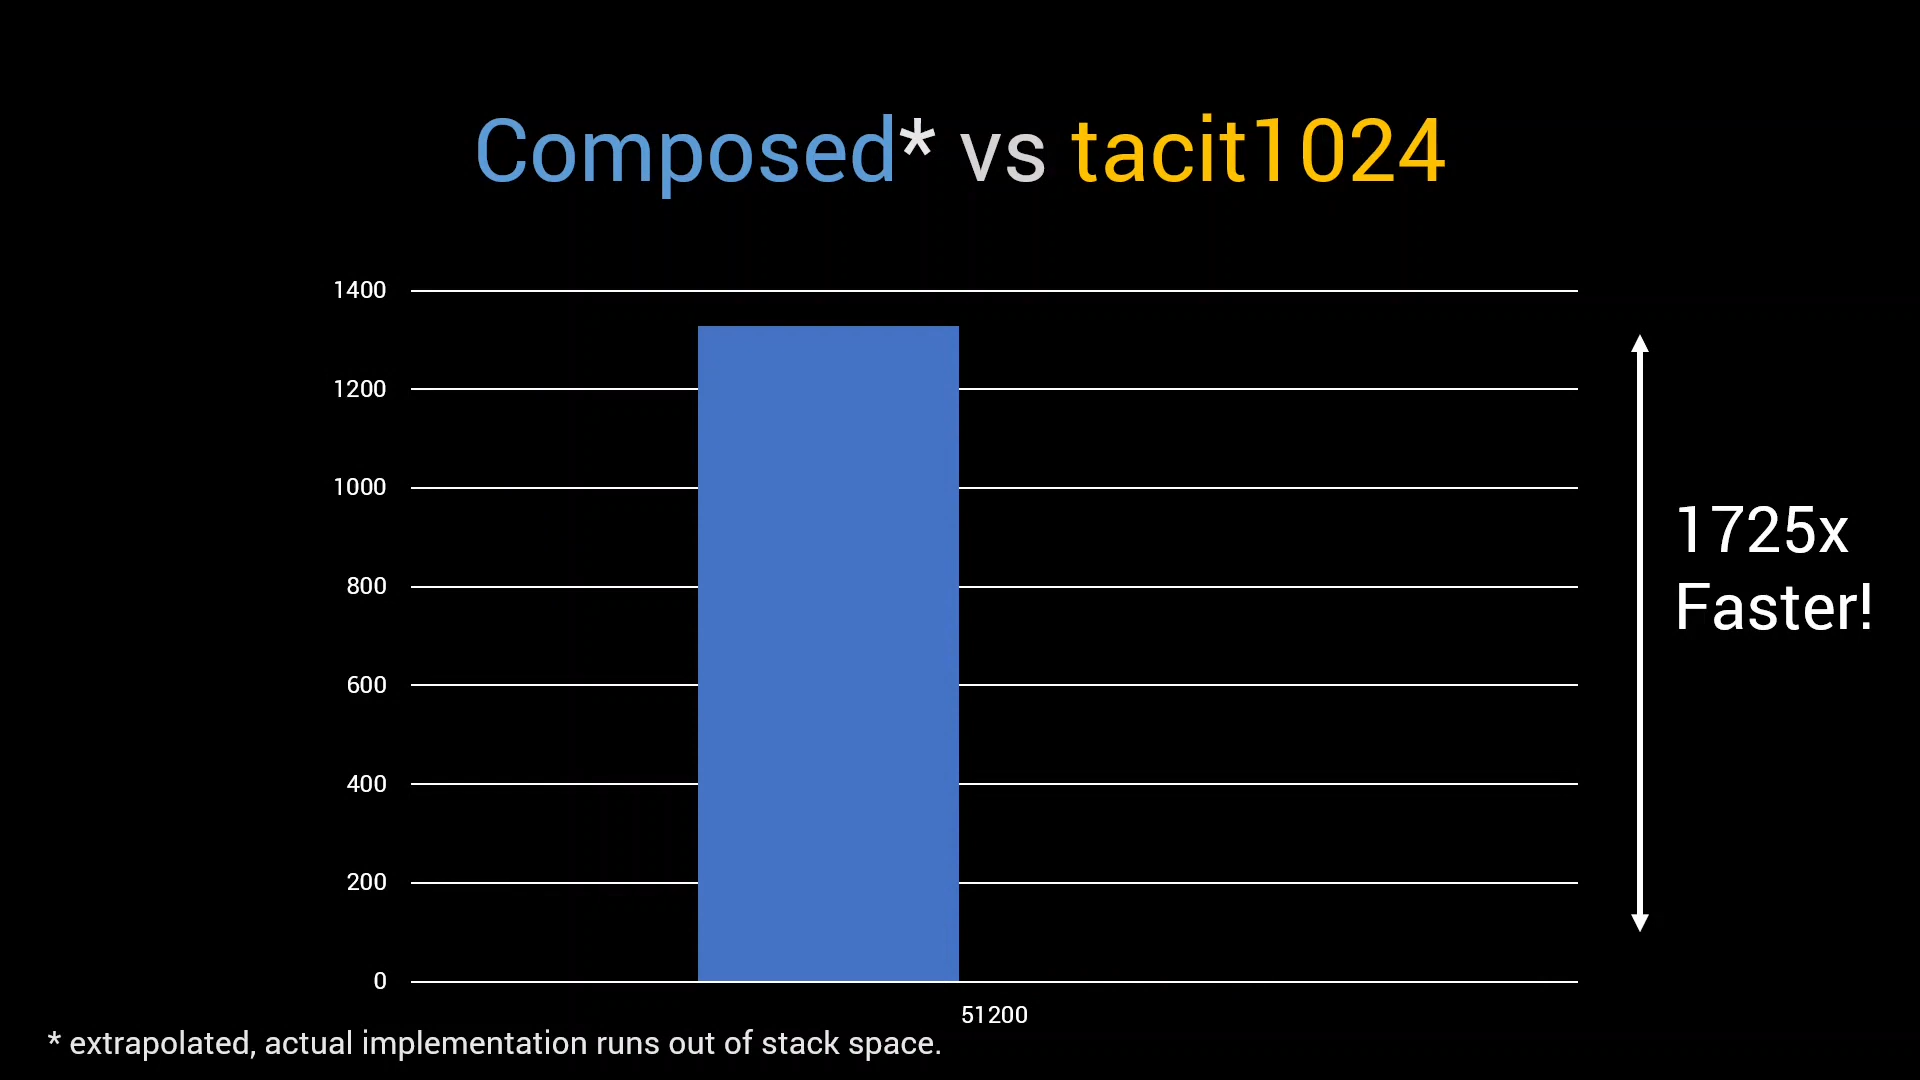 Composed* vs tacit1024
1400
1200
1000
800
600
400
200
0
51200
1725x
Faster!
* extrapolated, actual implementation runs out of stack space.